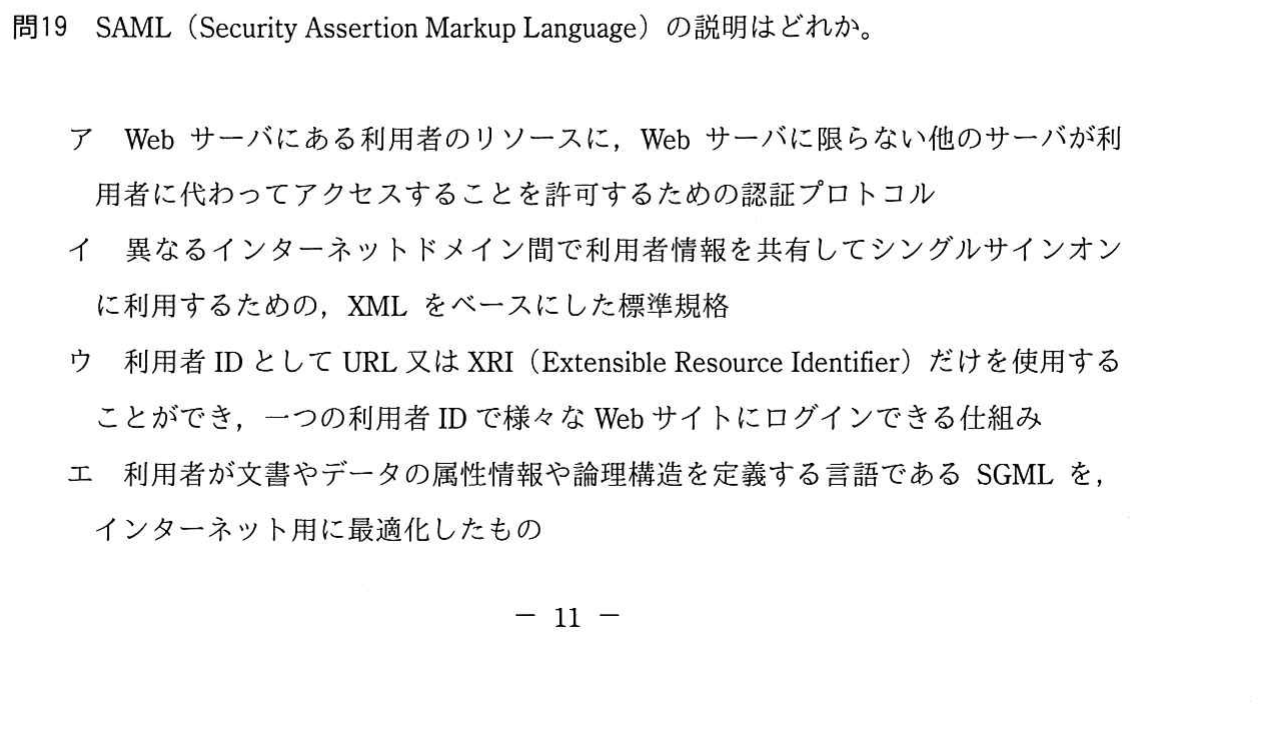 問19 SAML（Security Assertion Markup Language）の説明はどれか。
ア Web サーバにある利用者のリソースに，Web サーバに限らない他のサーバが利
用者に代わってアクセスすることを許可するための認証プロトコル
イ 異なるインターネットドメイン間で利用者情報を共有してシングルサインオン
に利用するための，XML をベースにした標準規格
ウ 利用者 ID として URL 又は XRI（Extensible Resource Identifier）だけを使用する
ことができ，一つの利用者 ID で様々な Web サイトにログインできる仕組み
エ 利用者が文書やデータの属性情報や論理構造を定義する言語である SGML を，
インターネット用に最適化したもの
－ 11 －